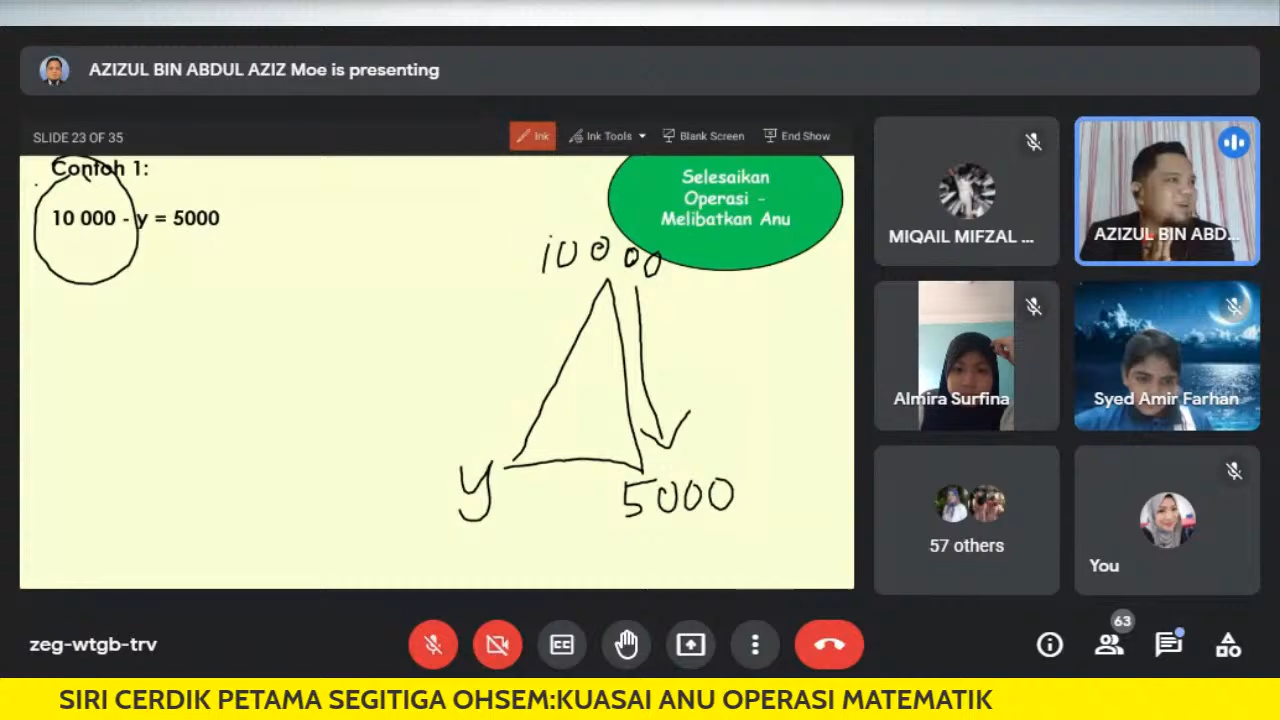 AZIZUL BIN ABDUL AZIZ Moe is presenting
SLIDE 23 OF 35
Ink
Ink Tools
Blank Screen
End Show
Contoh 1:
10 000 - y = 5000
Selesaikan
Operasi -
Melibatkan Anu
10000
y
5000
MIQAIL MIFZAL ...
AZIZUL BIN ABD...
Almira Surfina
Syed Amir Farhan
57 others
You
zeg-wtgb-trv
CC
63
SIRI CERDIK PETAMA SEGITIGA OHSEM:KUASAI ANU OPERASI MATEMATIK